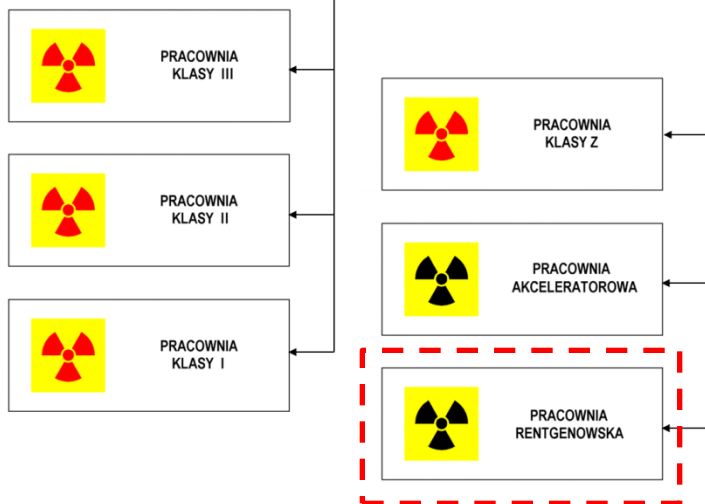 PRACOWNIA
KLASY III
PRACOWNIA
KLASY II
PRACOWNIA
KLASY I
PRACOWNIA
KLASY Z
PRACOWNIA
AKCELERATOROWA
PRACOWNIA
RENTGENOWSKA